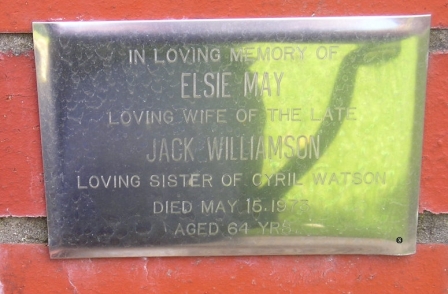 IN LOVING MEMORY OF
ELSIE MAY
LOVING WIFE OF THE LATE
JACK WILLIAMSON
LOVING SISTER OF CYRIL WATSON
DIED MAY 15.
AGED 64 YRS.